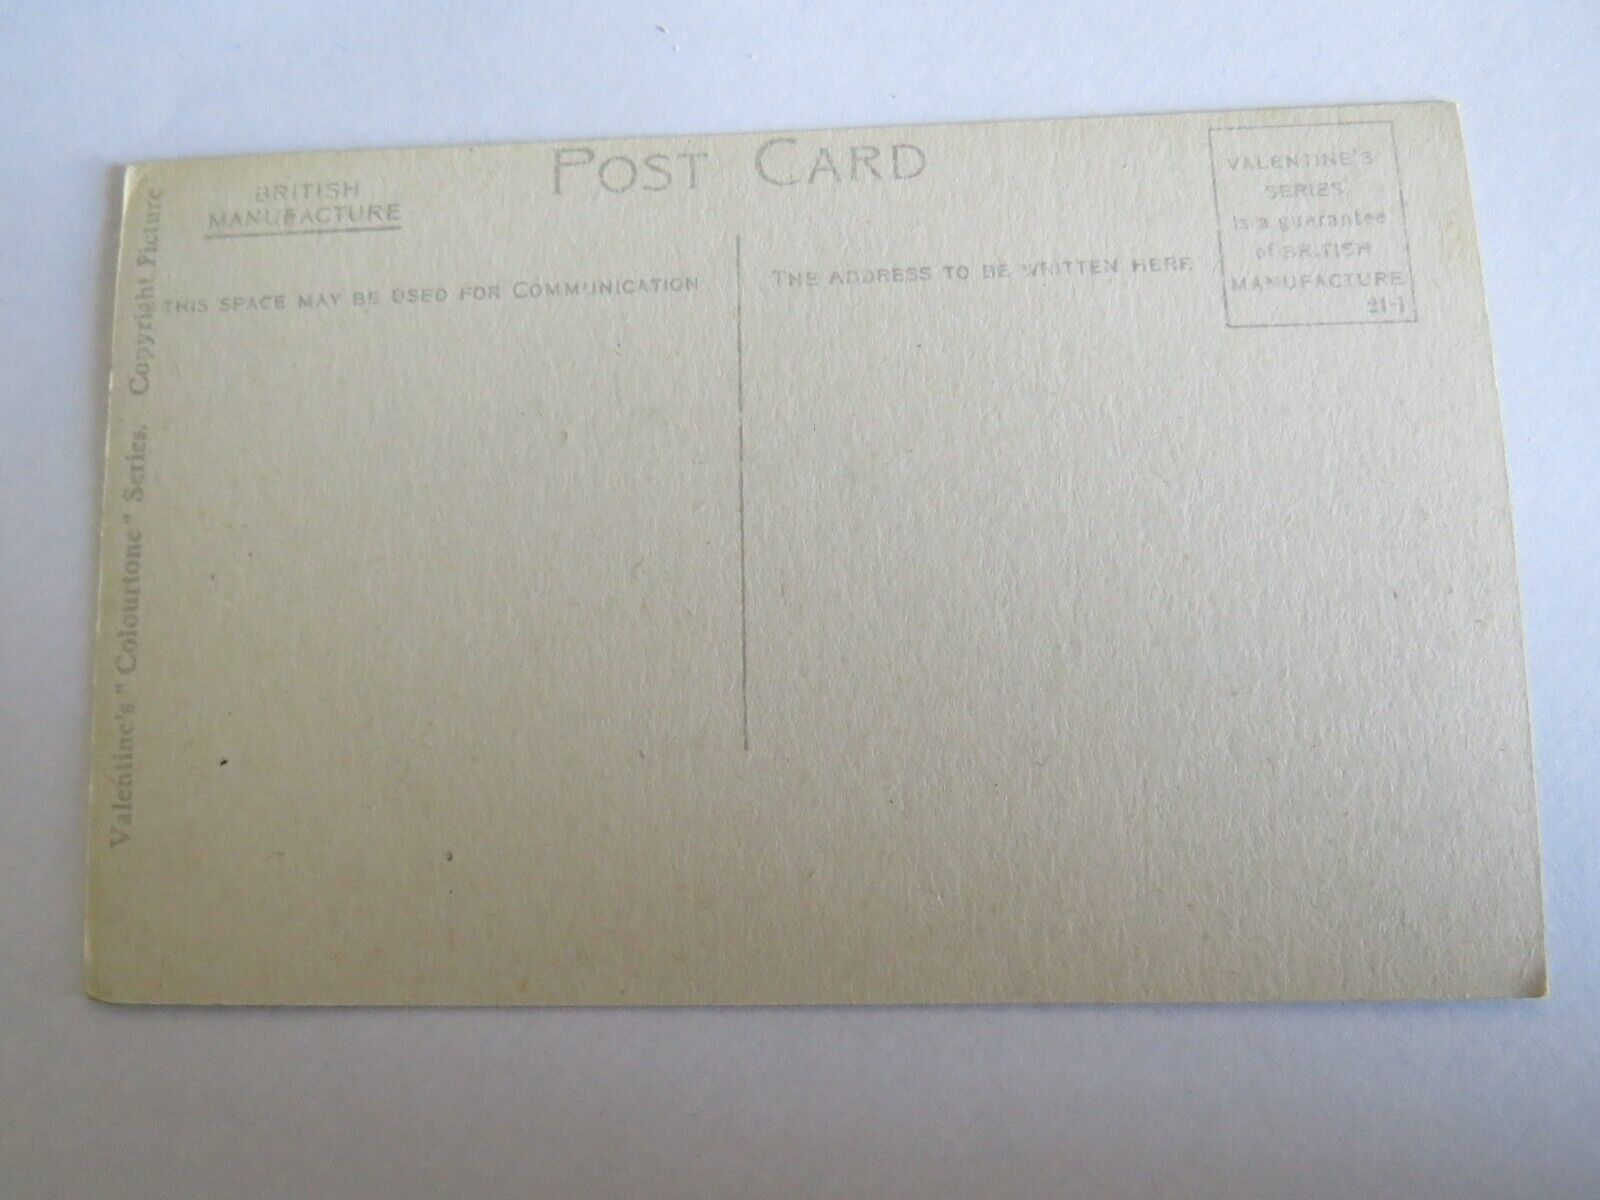 POST CARD
BRITISH
MANUFACTURE
THIS SPACE MAY BE USED FOR COMMUNICATION
THE ADDRESS TO BE WRITTEN HERE
VALENTINE'S
SERIES,
is a guarantee
of BRITISH
MANUFACTURE
21-1
Valentine's "Colourtone" Series. Copyright Picture